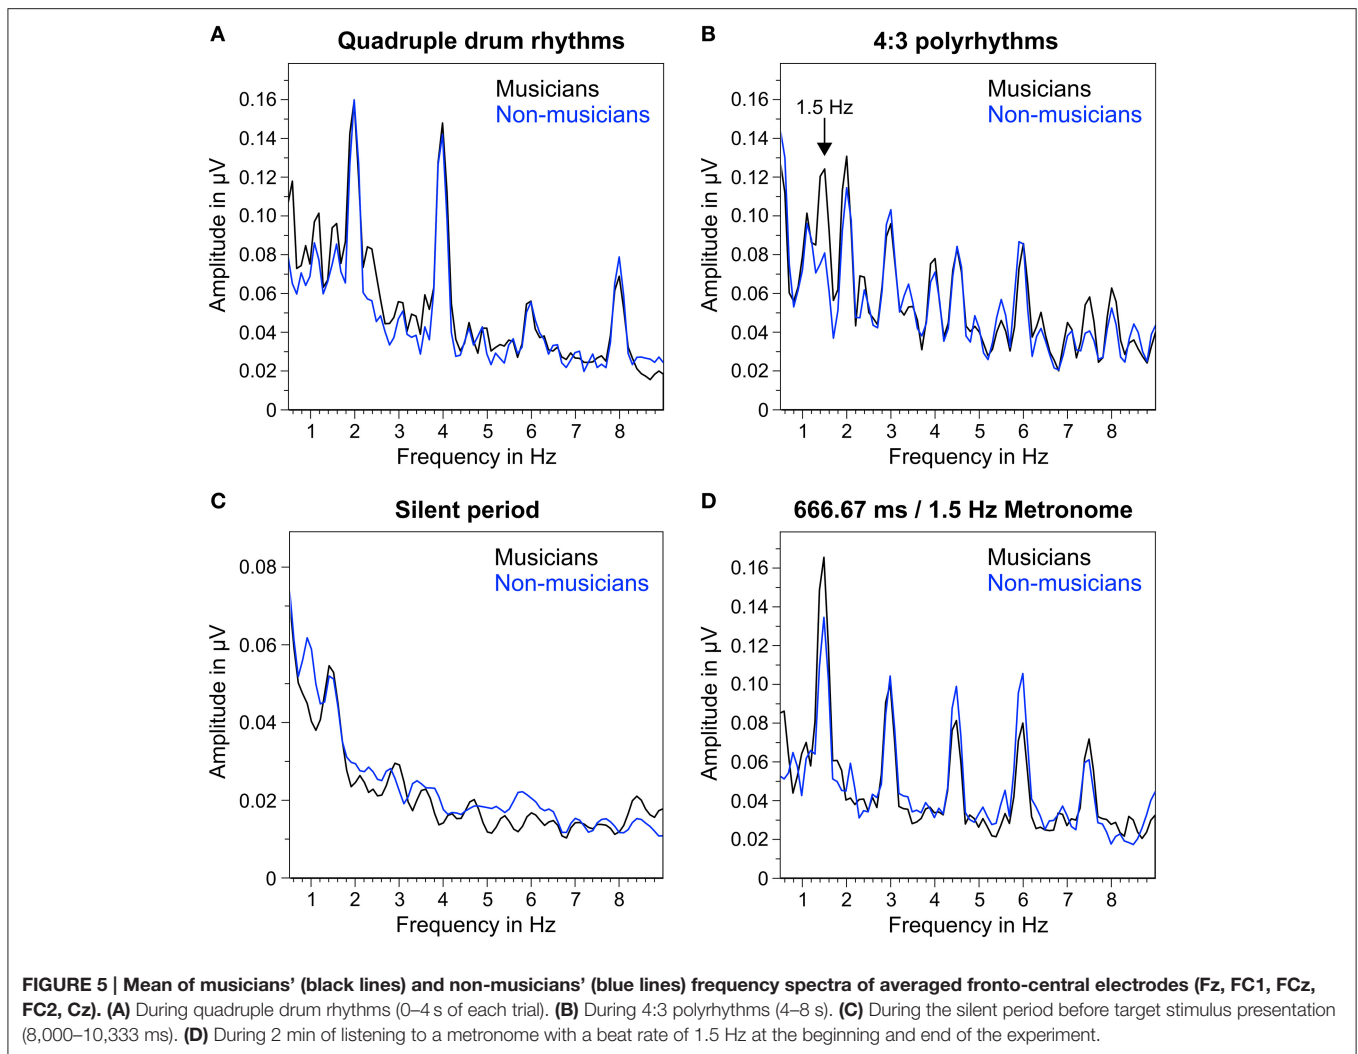 A
Quadruple drum rhythms
Musicians
Non-musicians
Amplitude in µV
0.16
0.14
0.12
0.10
0.08
0.06
0.04
0.02
0
1 2 3 4 5 6 7 8
Frequency in Hz
B
4:3 polyrhythms
Musicians
Non-musicians
1.5 Hz
Amplitude in µV
0.16
0.14
0.12
0.10
0.08
0.06
0.04
0.02
0
1 2 3 4 5 6 7 8
Frequency in Hz
C
Silent period
Musicians
Non-musicians
Amplitude in µV
0.08
0.06
0.04
0.02
0
1 2 3 4 5 6 7 8
Frequency in Hz
D
666.67 ms / 1.5 Hz Metronome
Musicians
Non-musicians
Amplitude in µV
0.16
0.14
0.12
0.10
0.08
0.06
0.04
0.02
0
1 2 3 4 5 6 7 8
Frequency in Hz
FIGURE 5 | Mean of musicians' (black lines) and non-musicians' (blue lines) frequency spectra of averaged fronto-central electrodes (Fz, FC1, FCz,
FC2, Cz). (A) During quadruple drum rhythms (0–4 s of each trial). (B) During 4:3 polyrhythms (4–8 s). (C) During the silent period before target stimulus presentation
(8,000–10,333 ms). (D) During 2 min of listening to a metronome with a beat rate of 1.5 Hz at the beginning and end of the experiment.